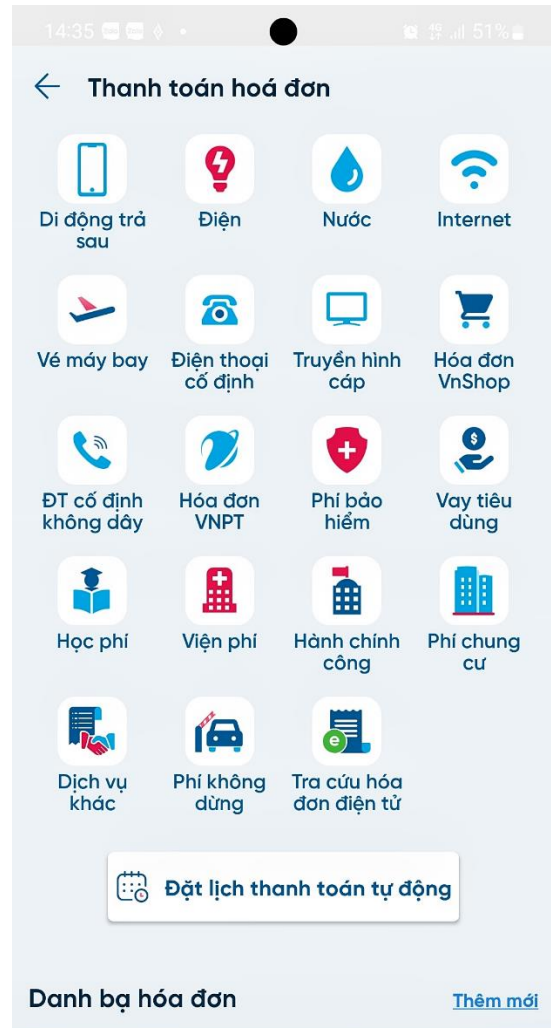 14:35
4G 51%
Thanh toán hoá đơn
Di động trả
sau
Điện
Nước
Internet
Vé máy bay
Điện thoại
cố định
Truyền hình
cáp
Hóa đơn
VnShop
ĐT cố định
không dây
Hóa đơn
VNPT
Phí bảo
hiểm
Vay tiêu
dùng
Học phí
Viện phí
Hành chính
công
Phí chung
cư
Dịch vụ
khác
Phí không
dừng
e
Tra cứu hóa
đơn điện tử
Đặt lịch thanh toán tự động
Danh bạ hóa đơn
Thêm mới